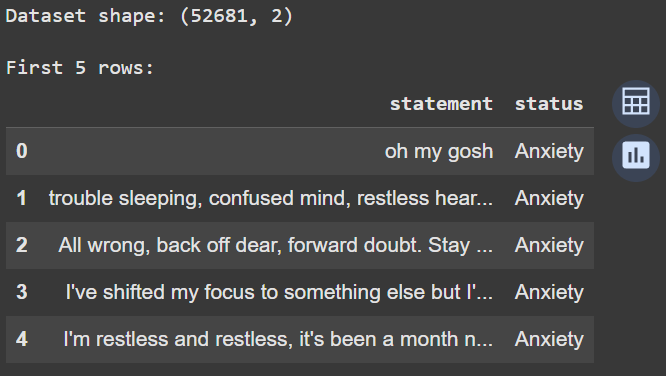 Dataset shape: (52681, 2)
First 5 rows:
statement status
0 oh my gosh Anxiety
1 trouble sleeping, confused mind, restless hear... Anxiety
2 All wrong, back off dear, forward doubt. Stay ... Anxiety
3 I've shifted my focus to something else but I'... Anxiety
4 I'm restless and restless, it's been a month n... Anxiety